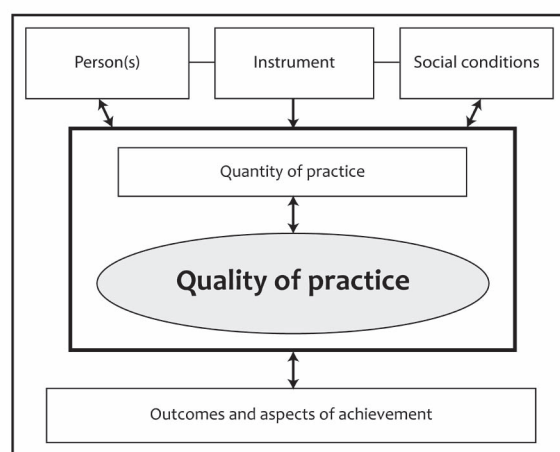 Person(s)
Instrument
Social conditions
Quantity of practice
Quality of practice
Outcomes and aspects of achievement